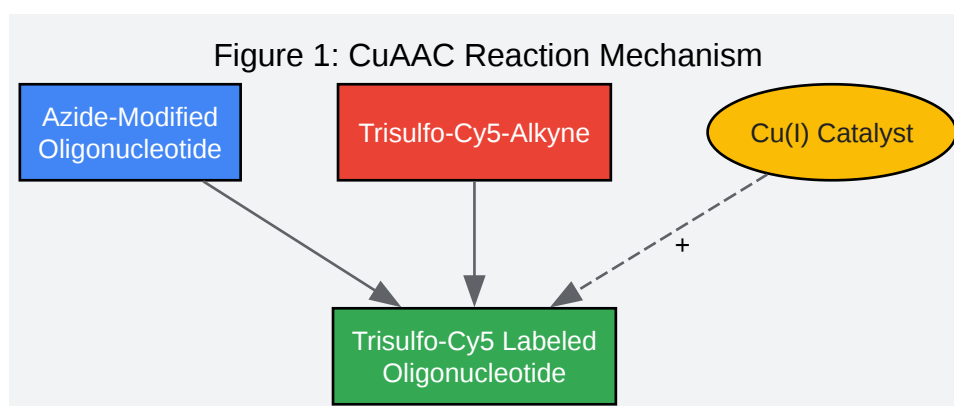 Figure 1: CuAAC Reaction Mechanism
Azide-Modified
Oligonucleotide
Trisulfo-Cy5-Alkyne
Cu(I) Catalyst
+
Trisulfo-Cy5 Labeled
Oligonucleotide